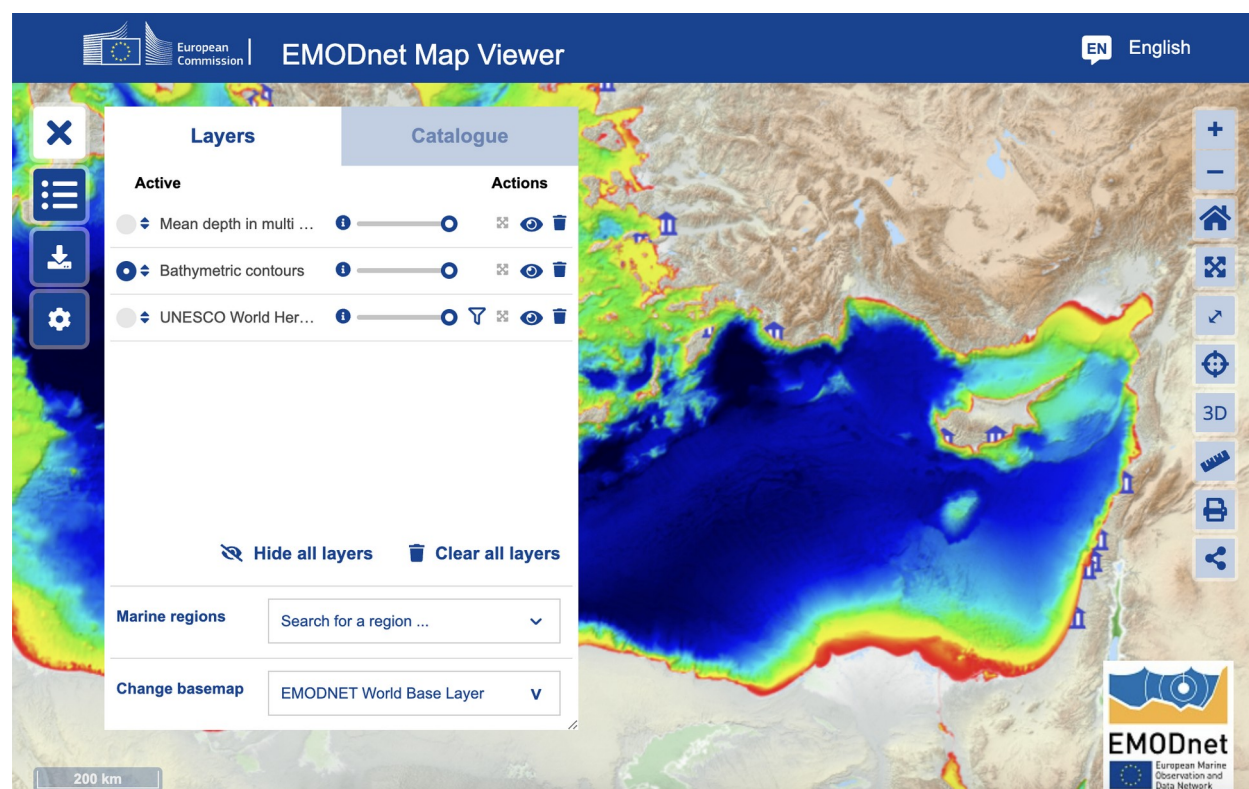 European
Commission
EMODnet Map Viewer
EN
English
Layers
Catalogue
Active
Actions
Mean depth in multi ...
Bathymetric contours
UNESCO World Her...
Hide all layers
Clear all layers
Marine regions
Search for a region ...
Change basemap
EMODNET World Base Layer
V
3D
200 km
EMODnet
European Marine
Observation and
Data Network